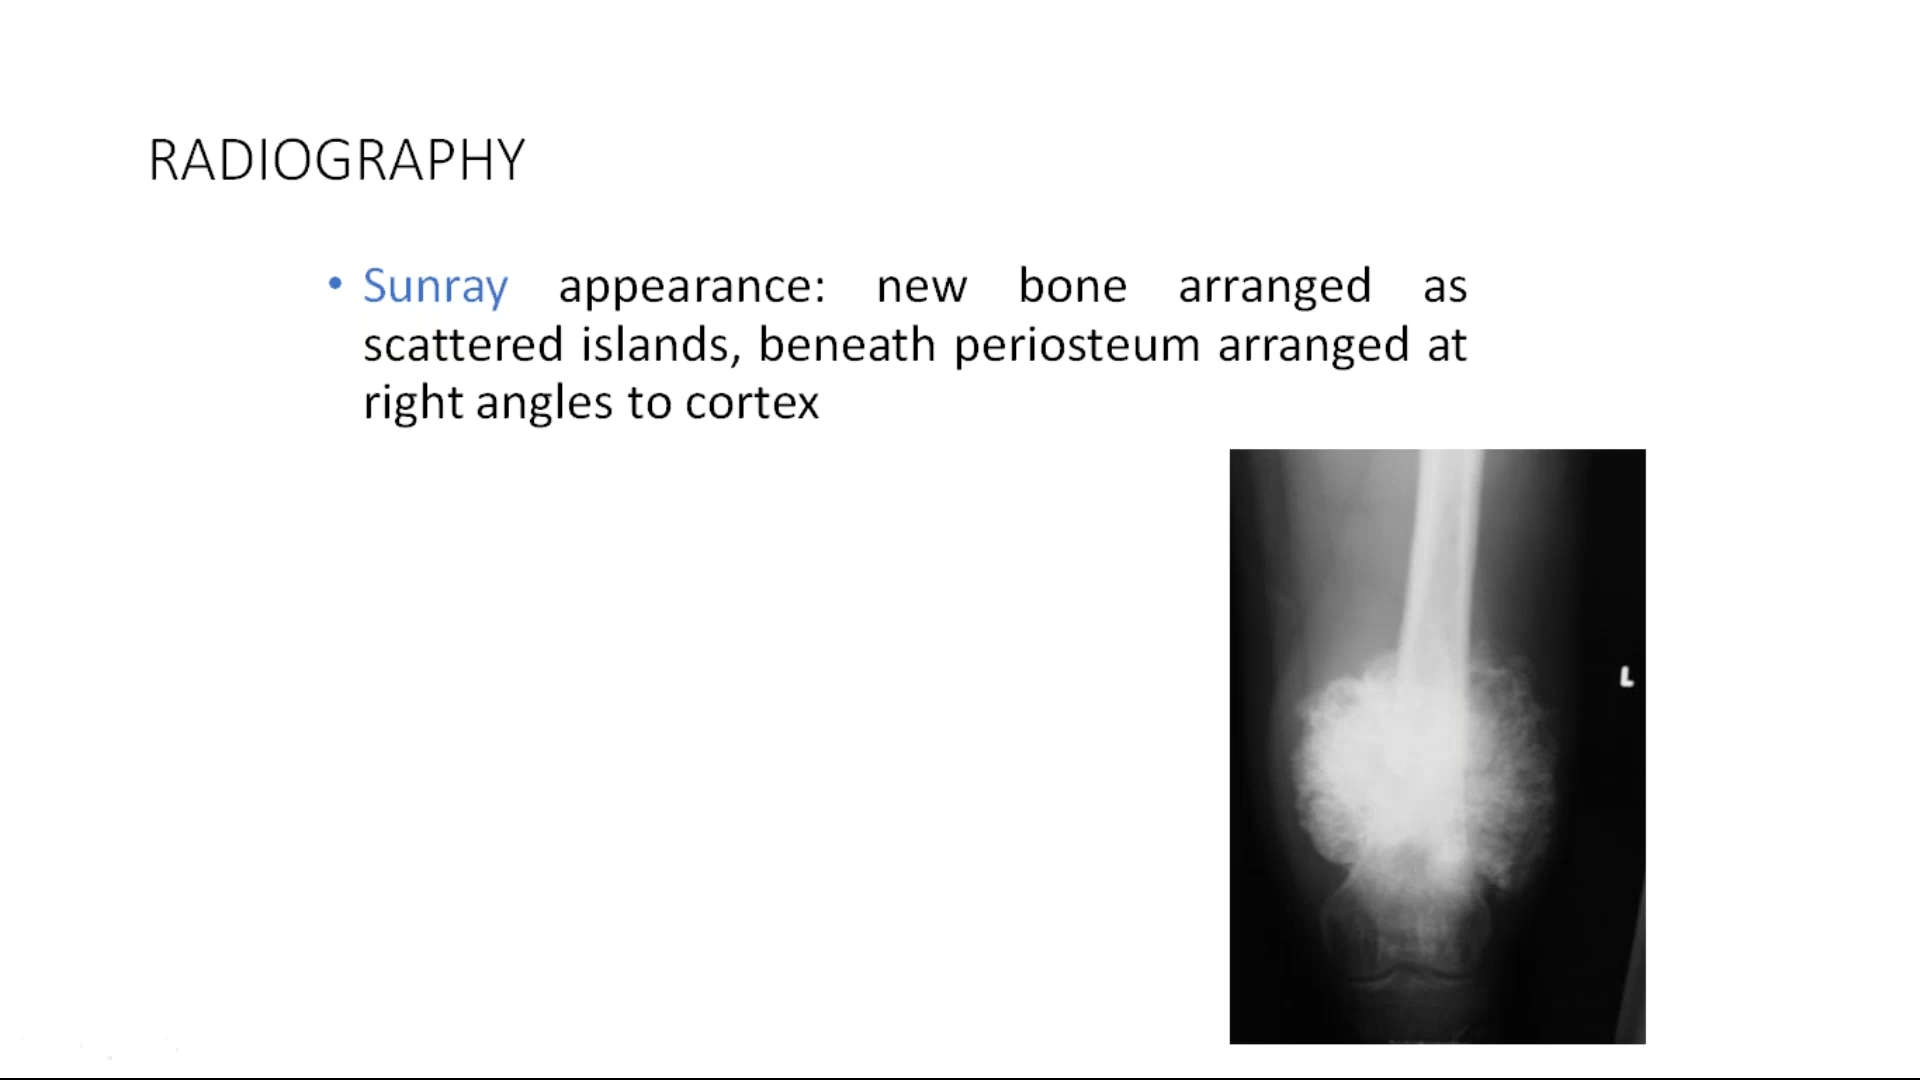 RADIOGRAPHY
• Sunray appearance: new bone arranged as
scattered islands, beneath periosteum arranged at
right angles to cortex
L